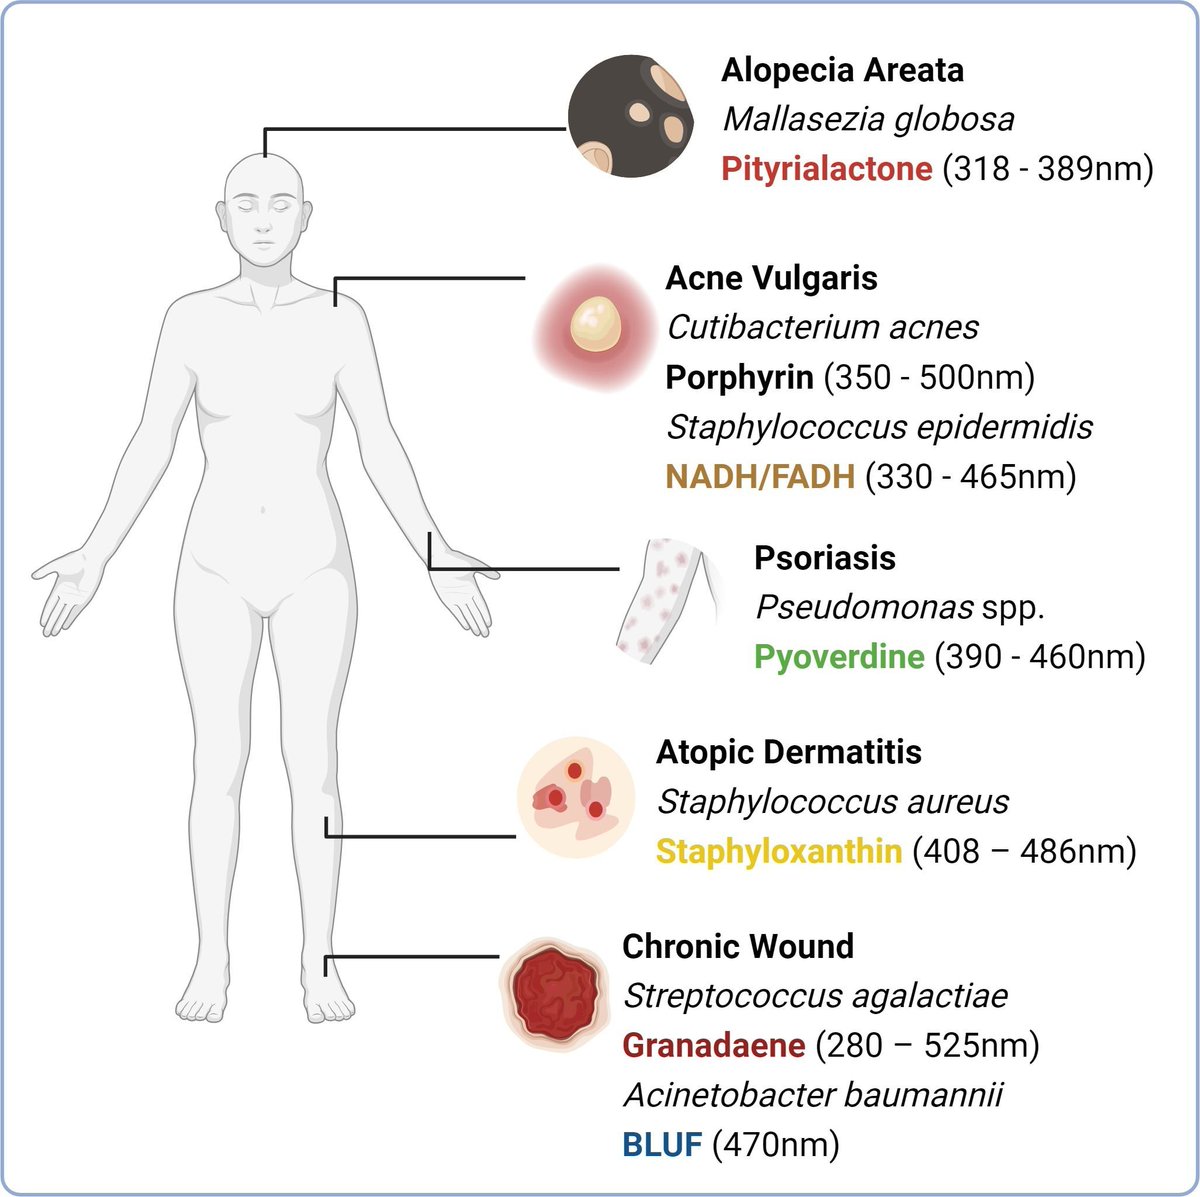 Alopecia Areata
Mallasezia globosa
Pityrialactone (318 - 389nm)
Acne Vulgaris
Cutibacterium acnes
Porphyrin (350 - 500nm)
Staphylococcus epidermidis
NADH/FADH (330 - 465nm)
Psoriasis
Pseudomonas spp.
Pyoverdine (390 - 460nm)
Atopic Dermatitis
Staphylococcus aureus
Staphyloxanthin (408 – 486nm)
Chronic Wound
Streptococcus agalactiae
Granadaene (280 – 525nm)
Acinetobacter baumannii
BLUF (470nm)